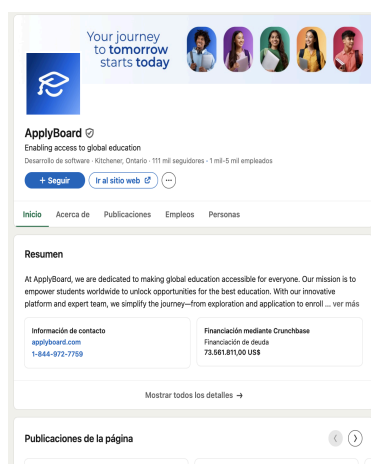 Your journey
to tomorrow
starts today
ApplyBoard
Enabling access to global education
Desarrollo de software · Kitchener, Ontario · 111 mil seguidores · 1 mil-5 mil empleados
+ Seguir
Ir al sitio web
Inicio Acerca de Publicaciones Empleos Personas
Resumen
At ApplyBoard, we are dedicated to making global education accessible for everyone. Our mission is to
empower students worldwide to unlock opportunities for the best education. With our innovative
platform and expert team, we simplify the journey—from exploration and application to enroll ... ver más
Información de contacto
applyboard.com
1-844-972-7759
Financiación mediante Crunchbase
Financiación de deuda
73.561.811,00 US$
Mostrar todos los detalles →
Publicaciones de la página